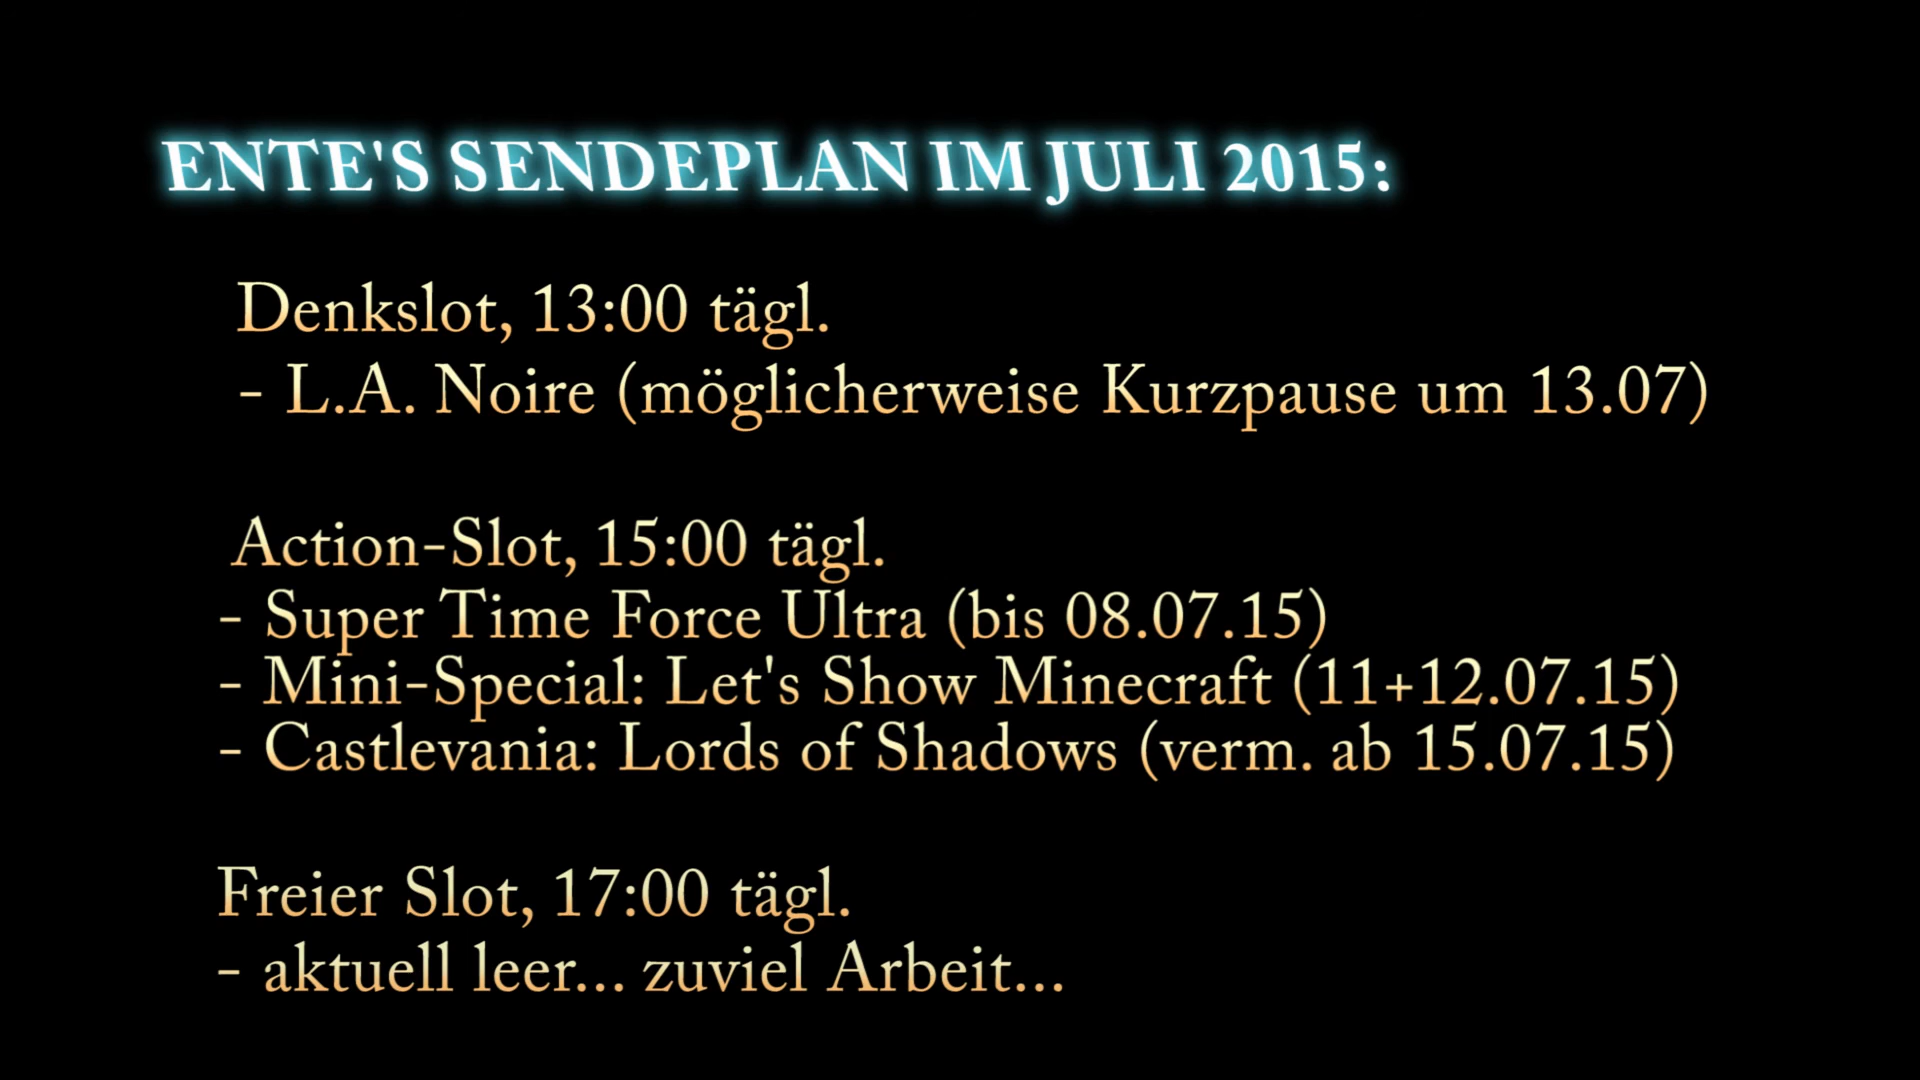 ENTE'S SENDEPLAN IM JULI 2015:
Denkslot, 13:00 tägl.
- L.A. Noire (möglicherweise Kurzpause um 13.07)
Action-Slot, 15:00 tägl.
- Super Time Force Ultra (bis 08.07.15)
- Mini-Special: Let's Show Minecraft (11+12.07.15)
- Castlevania: Lords of Shadows (verm. ab 15.07.15)
Freier Slot, 17:00 tägl.
- aktuell leer... zuviel Arbeit...